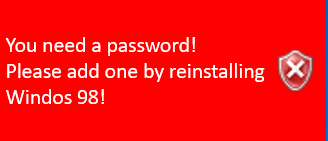 You need a password!
Please add one by reinstalling
Windos 98!